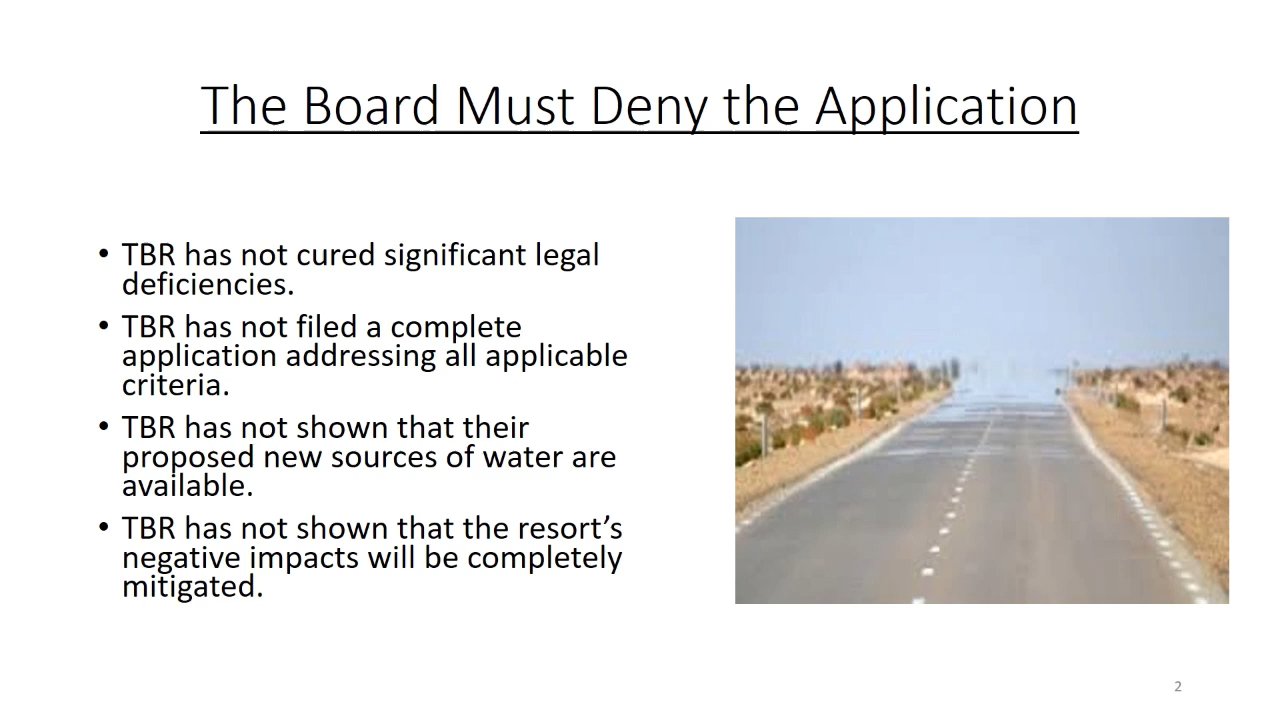 The Board Must Deny the Application
• TBR has not cured significant legal
deficiencies.
• TBR has not filed a complete
application addressing all applicable
criteria.
• TBR has not shown that their
proposed new sources of water are
available.
• TBR has not shown that the resort’s
negative impacts will be completely
mitigated.
2